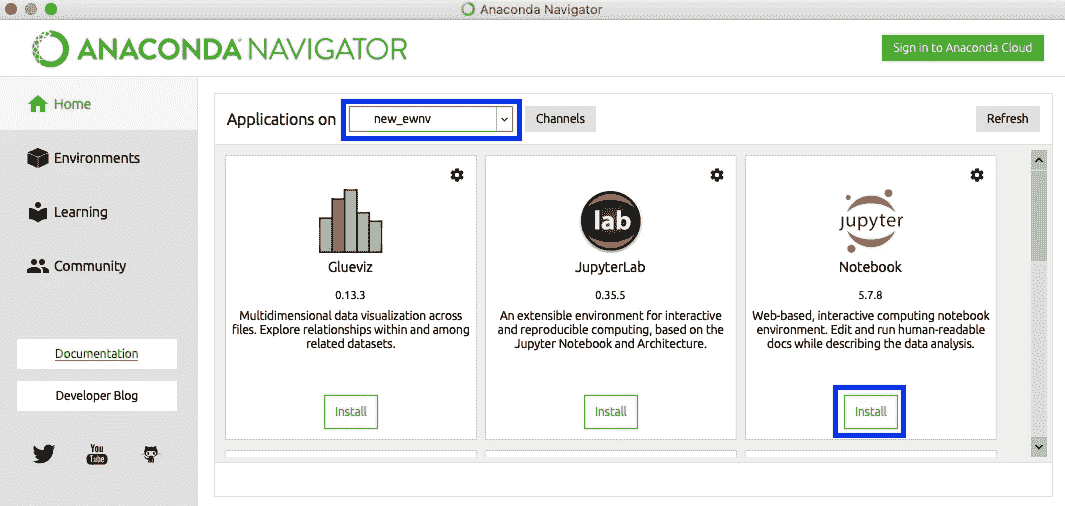 Anaconda Navigator
ANACONDA NAVIGATOR
Sign in to Anaconda Cloud
Home
Environments
Learning
Community
Documentation
Developer Blog
You
Tube
Applications on
new_ewnv
Channels
Refresh
Glueviz
0.13.3
Multidimensional data visualization across
files. Explore relationships within and among
related datasets.
Install
lab
JupyterLab
0.35.5
An extensible environment for interactive
and reproducible computing, based on the
Jupyter Notebook and Architecture.
Install
jupyter
Notebook
5.7.8
Web-based, interactive computing notebook
environment. Edit and run human-readable
docs while describing the data analysis.
Install